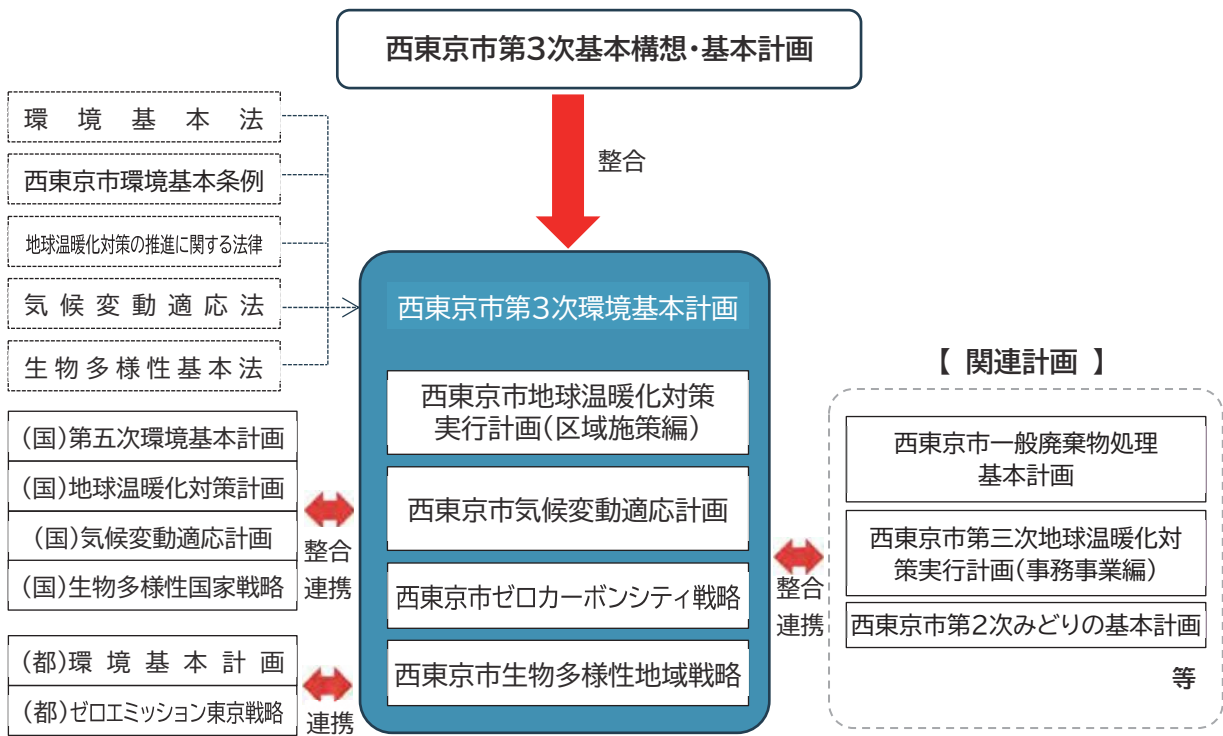 西東京市第3次基本構想・基本計画
整合
環境基本法
西東京市環境基本条例
地球温暖化対策の推進に関する法律
気候変動適応法
生物多様性基本法
(国)第五次環境基本計画
(国)地球温暖化対策計画
(国)気候変動適応計画
(国)生物多様性国家戦略
整合
連携
(都)環境基本計画
(都)ゼロエミッション東京戦略
連携
西東京市第3次環境基本計画
西東京市地球温暖化対策
実行計画(区域施策編)
西東京市気候変動適応計画
西東京市ゼロカーボンシティ戦略
西東京市生物多様性地域戦略
整合
連携
【 関連計画 】
西東京市一般廃棄物処理
基本計画
西東京市第三次地球温暖化対
策実行計画(事務事業編)
西東京市第2次みどりの基本計画
等